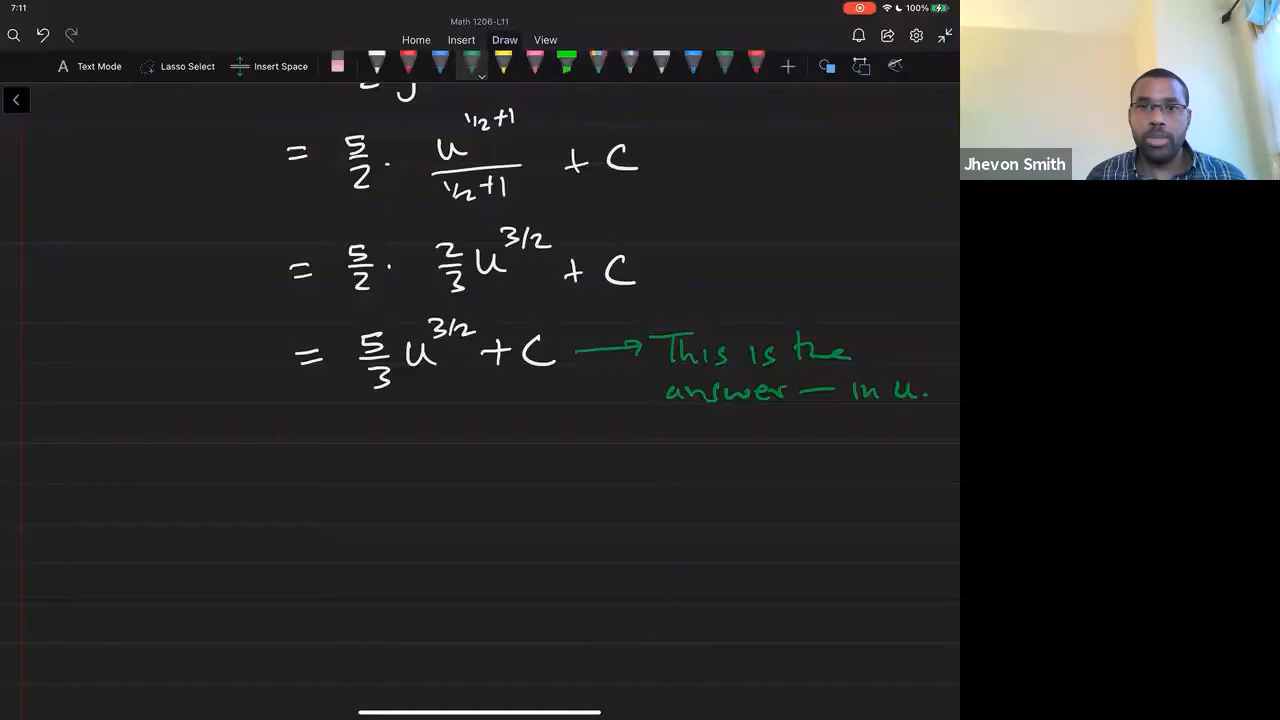 7:11
100%
Math 1206-L11
Home Insert Draw View
Text Mode Lasso Select Insert Space
= 5/2 · u^(1/2+1)/(1/2+1) + C
= 5/2 · 2/3 u^(3/2) + C
= 5/3 u^(3/2) + C → This is the
answer — in u.
Jhevon Smith